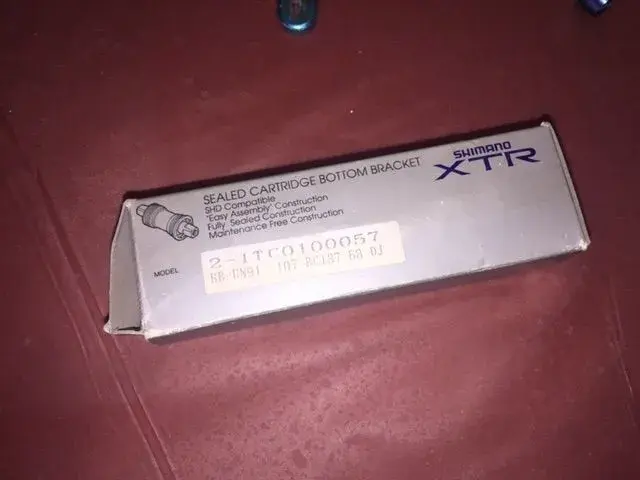 SHIMANO
XTR
SEALED CARTRIDGE BOTTOM BRACKET
SHD Compatible
'Easy Assembly' Construction
Fully Sealed Construction
Maintenance Free Construction
MODEL
2-1TC0100057
BB-UN91 107 BC137 68 DJ